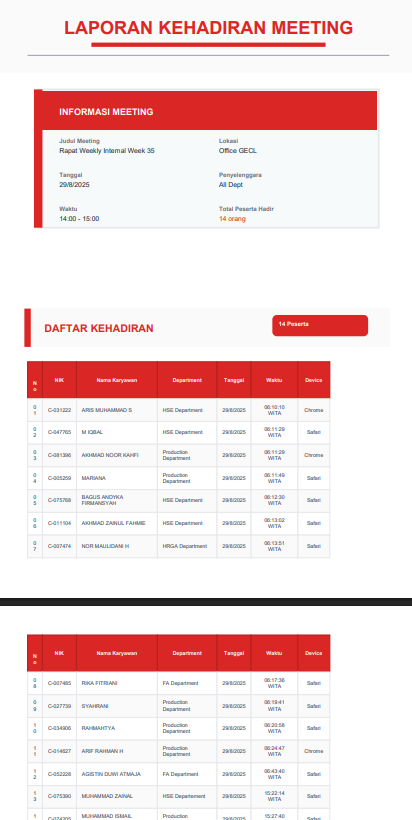 LAPORAN KEHADIRAN MEETING
INFORMASI MEETING
Judul Meeting Lokasi
Rapat Weekly Internal Week 35 Office GECL
Tanggal Penyelenggara
29/8/2025 All Dept
Waktu Total Peserta Hadir
14:00 - 15:00 14 orang
DAFTAR KEHADIRAN 14 Peserta
No NIK Nama Karyawan Department Tanggal Waktu Device
01 C-031222 ARIS MUHAMMAD S HSE Department 29/8/2025 06:10:10 WITA Chrome
02 C-047765 M IQBAL HSE Department 29/8/2025 06:11:29 WITA Safari
03 C-081396 AKHMAD NOOR KAHFI Production Department 29/8/2025 06:11:29 WITA Chrome
04 C-005259 MARIANA Production Department 29/8/2025 06:11:49 WITA Safari
05 C-075768 BAGUS ANDYKA FIRMANSYAH HSE Department 29/8/2025 06:12:30 WITA Safari
06 C-011104 AKHMAD ZAINUL FAHMIE HSE Department 29/8/2025 06:13:02 WITA Safari
07 C-007474 NOR MAULIDANI H HRGA Department 29/8/2025 06:13:51 WITA Safari
No NIK Nama Karyawan Department Tanggal Waktu Device
08 C-007485 RIKA FITRIANI FA Department 29/8/2025 06:17:36 WITA Safari
09 C-027739 SYAHRANI Production Department 29/8/2025 06:19:41 WITA Safari
10 C-034906 RAHMAHTYA Production Department 29/8/2025 06:20:58 WITA Safari
11 C-014627 ARIF RAHMAN H Production Department 29/8/2025 06:24:47 WITA Chrome
12 C-052228 AGISTIN DUWI ATMAJA FA Department 29/8/2025 06:43:40 WITA Safari
13 C-075390 MUHAMMAD ZAINAL HSE Departement 29/8/2025 15:22:14 WITA Safari
1 C-074205 MUHAMMAD ISMAIL Production 29/8/2025 15:27:40 Safari